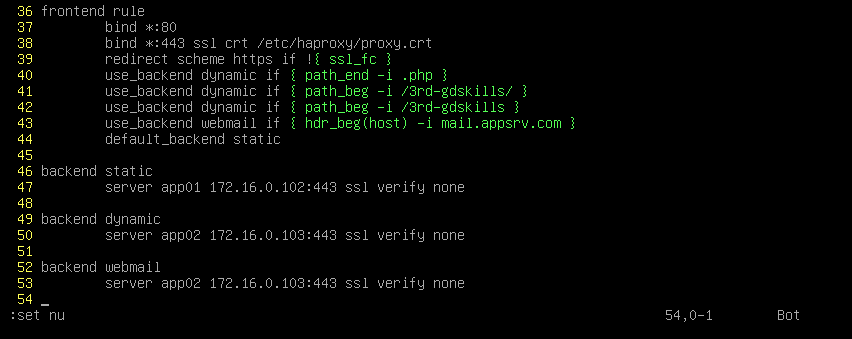 36 frontend rule
37         bind *:80
38         bind *:443 ssl crt /etc/haproxy/proxy.crt
39         redirect scheme https if !{ ssl_fc }
40         use_backend dynamic if { path_end -i .php }
41         use_backend dynamic if { path_beg -i /3rd-gdskills/ }
42         use_backend dynamic if { path_beg -i /3rd-gdskills }
43         use_backend webmail if { hdr_beg(host) -i mail.appsrv.com }
44         default_backend static
45
46 backend static
47         server app01 172.16.0.102:443 ssl verify none
48
49 backend dynamic
50         server app02 172.16.0.103:443 ssl verify none
51
52 backend webmail
53         server app02 172.16.0.103:443 ssl verify none
54
:set nu 54,0-1 Bot